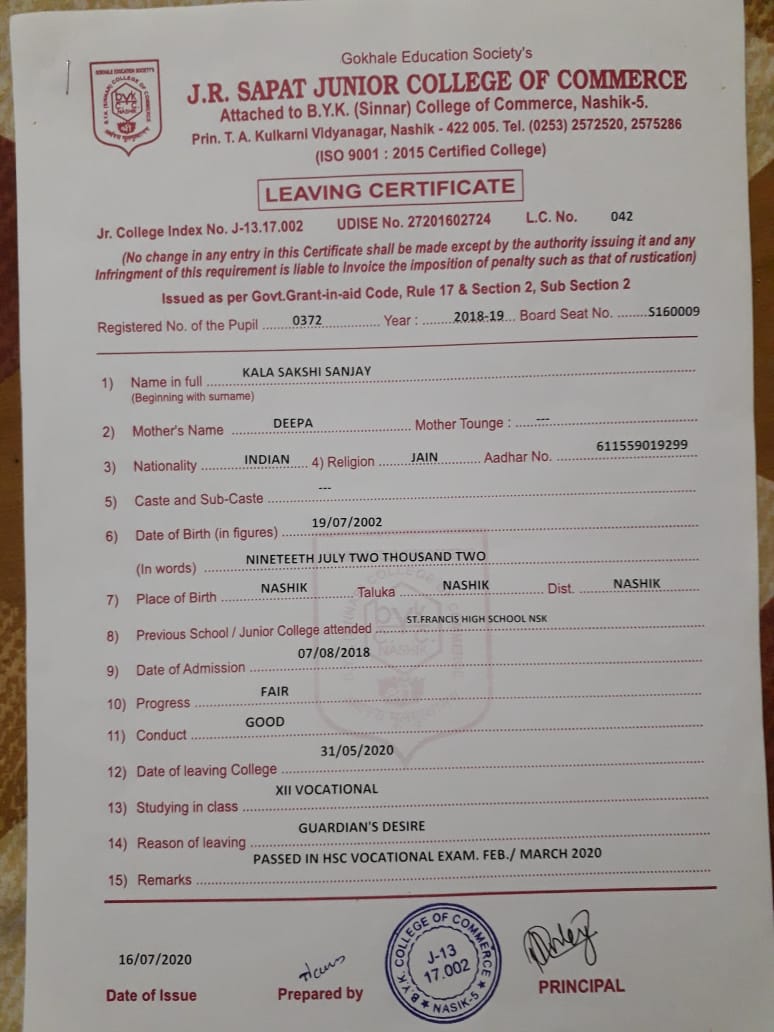 Gokhale Education Society's
J.R. SAPAT JUNIOR COLLEGE OF COMMERCE
Attached to B.Y.K. (Sinnar) College of Commerce, Nashik-5.
Prin. T. A. Kulkarni Vidyanagar, Nashik - 422 005. Tel. (0253) 2572520, 2575286
(ISO 9001 : 2015 Certified College)
GOKHALE EDUCATION SOCIETY'S
B.Y.K. (SINNAR) COLLEGE OF COMMERCE
byk
C.C.
NASHIK
LEAVING CERTIFICATE
Jr. College Index No. J-13.17.002 UDISE No. 27201602724 L.C. No. 042
(No change in any entry in this Certificate shall be made except by the authority issuing it and any
Infringment of this requirement is liable to Invoice the imposition of penalty such as that of rustication)
Issued as per Govt.Grant-in-aid Code, Rule 17 & Section 2, Sub Section 2
Registered No. of the Pupil 0372 Year : 2018-19 Board Seat No. S160009
1) Name in full KALA SAKSHI SANJAY
(Beginning with surname)
2) Mother's Name DEEPA Mother Tounge : ---
3) Nationality INDIAN 4) Religion JAIN Aadhar No. 611559019299
5) Caste and Sub-Caste ---
6) Date of Birth (in figures) 19/07/2002
(In words) NINETEETH JULY TWO THOUSAND TWO
7) Place of Birth NASHIK Taluka NASHIK Dist. NASHIK
8) Previous School / Junior College attended ST.FRANCIS HIGH SCHOOL NSK
9) Date of Admission 07/08/2018
10) Progress FAIR
11) Conduct GOOD
12) Date of leaving College 31/05/2020
13) Studying in class XII VOCATIONAL
14) Reason of leaving GUARDIAN'S DESIRE
15) Remarks PASSED IN HSC VOCATIONAL EXAM. FEB./ MARCH 2020
16/07/2020
Date of Issue
Prepared by
B.Y.K. COLLEGE OF COMMERCE
J-13
17.002
NASIK-5
PRINCIPAL